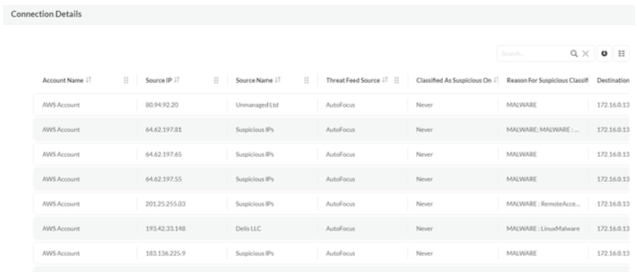 Connection Details
Search...
Account Name Source IP Source Name Threat Feed Source Classified As Suspicious On Reason For Suspicious Classifi Destination
AWS Account 80.94.92.20 Unmanaged Ltd AutoFocus Never MALWARE 172.16.0.13
AWS Account 64.62.197.81 Suspicious IPs AutoFocus Never MALWARE; MALWARE : ... 172.16.0.13
AWS Account 64.62.197.65 Suspicious IPs AutoFocus Never MALWARE 172.16.0.13
AWS Account 64.62.197.55 Suspicious IPs AutoFocus Never MALWARE 172.16.0.13
AWS Account 201.25.255.03 Suspicious IPs AutoFocus Never MALWARE : RemoteAcce... 172.16.0.13
AWS Account 193.42.33.148 Delis LLC AutoFocus Never MALWARE : LinuxMalware 172.16.0.13
AWS Account 183.136.225.9 Suspicious IPs AutoFocus Never MALWARE 172.16.0.13